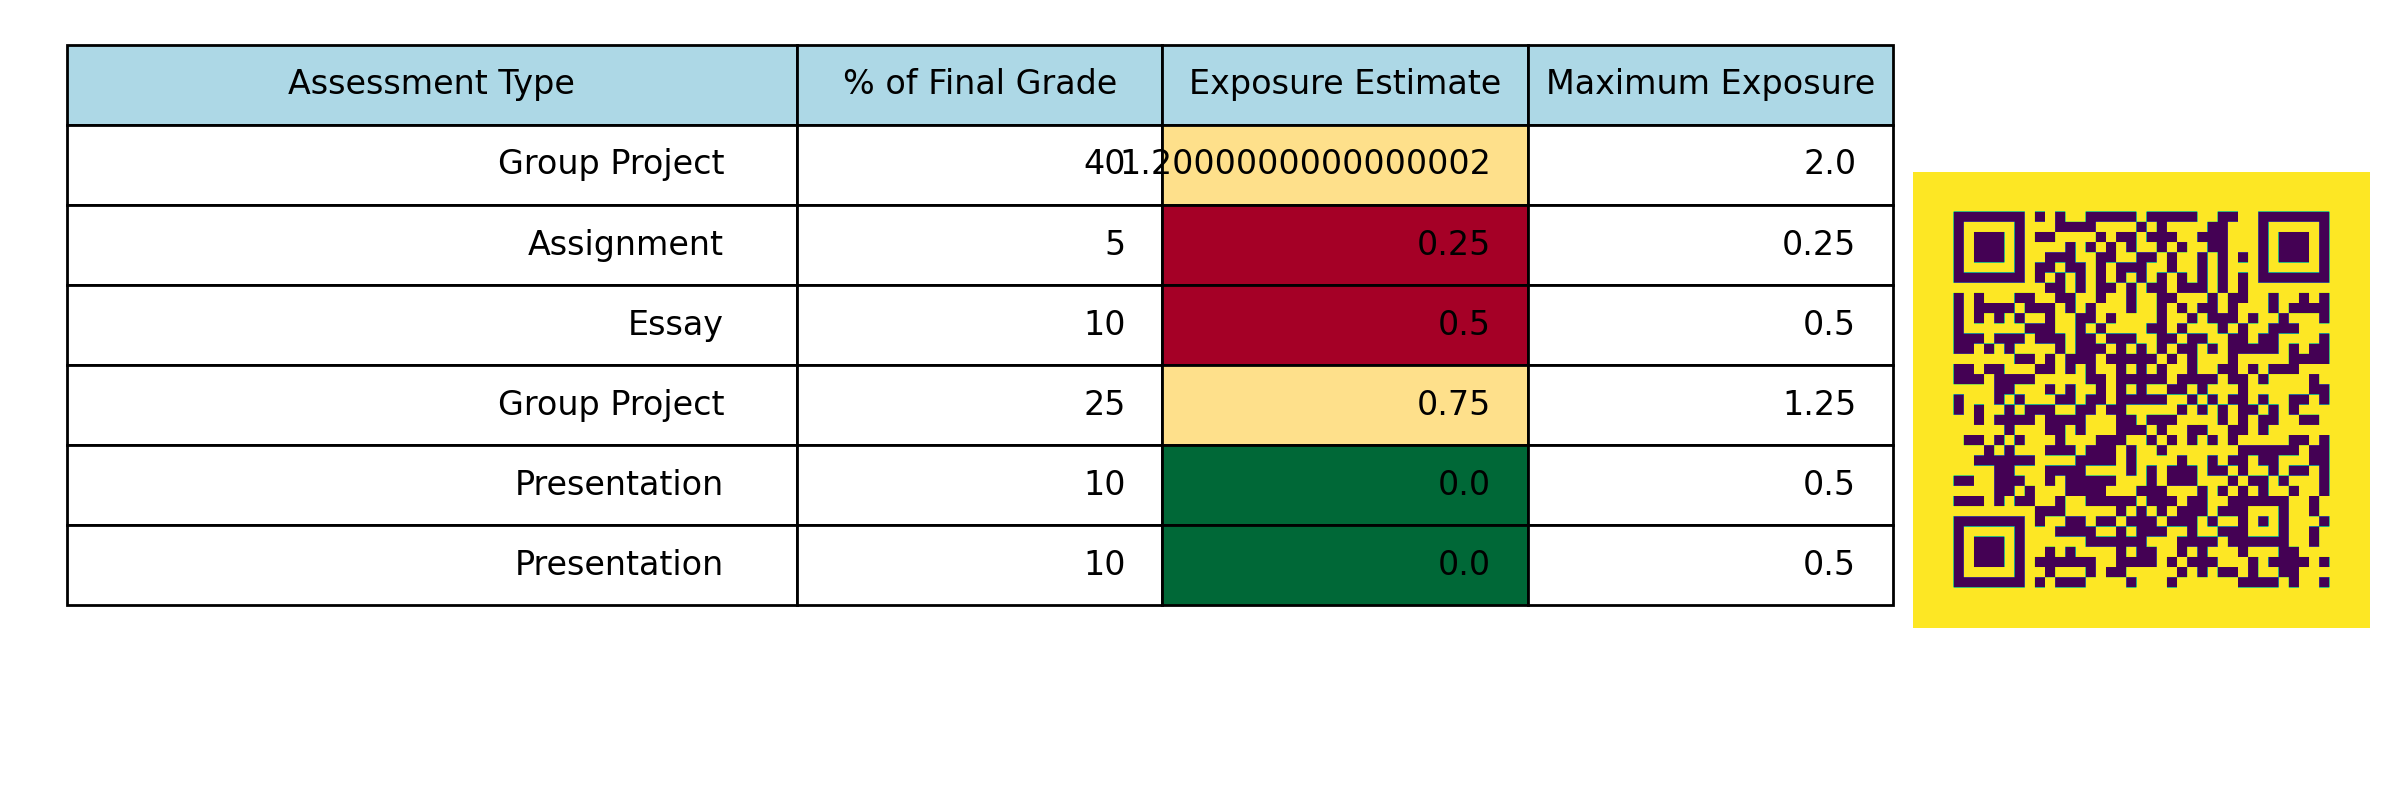 Assessment Type % of Final Grade Exposure Estimate Maximum Exposure
Group Project 40 1.2000000000000002 2.0
Assignment 5 0.25 0.25
Essay 10 0.5 0.5
Group Project 25 0.75 1.25
Presentation 10 0.0 0.5
Presentation 10 0.0 0.5